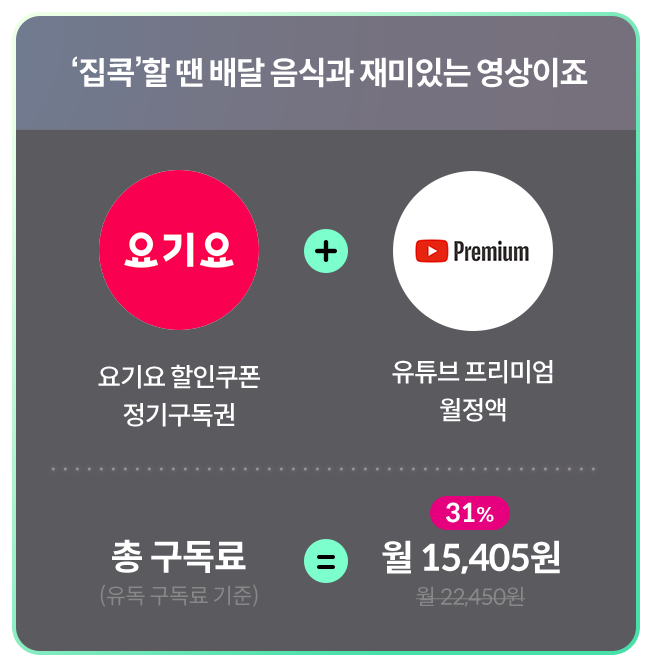 ‘집콕’할 땐 배달 음식과 재미있는 영상이죠
요기요
+
Premium
요기요 할인쿠폰
정기구독권
유튜브 프리미엄
월정액
31%
총 구독료
=
월 15,405원
(유독 구독료 기준)
월 22,450원